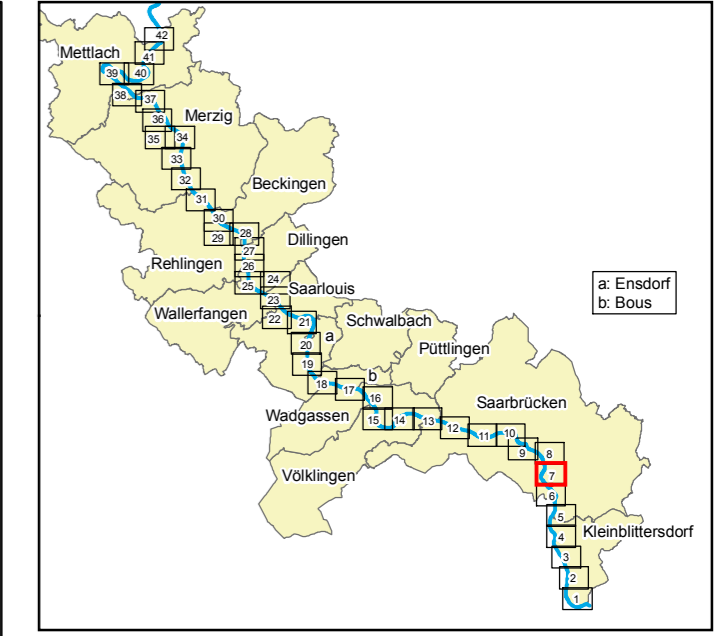 42
Mettlach
41
39
40
38
37
36
Merzig
35
34
33
32
Beckingen
31
30
29
28
Dillingen
27
Rehlingen
26
25
24
Saarlouis
23
Wallerfangen
22
21
a
Schwalbach
20
Püttlingen
19
b
18
17
16
Saarbrücken
Wadgassen
15
14
13
12
11
10
9
8
Völklingen
7
6
5
Kleinblittersdorf
4
3
2
1
a: Ensdorf
b: Bous